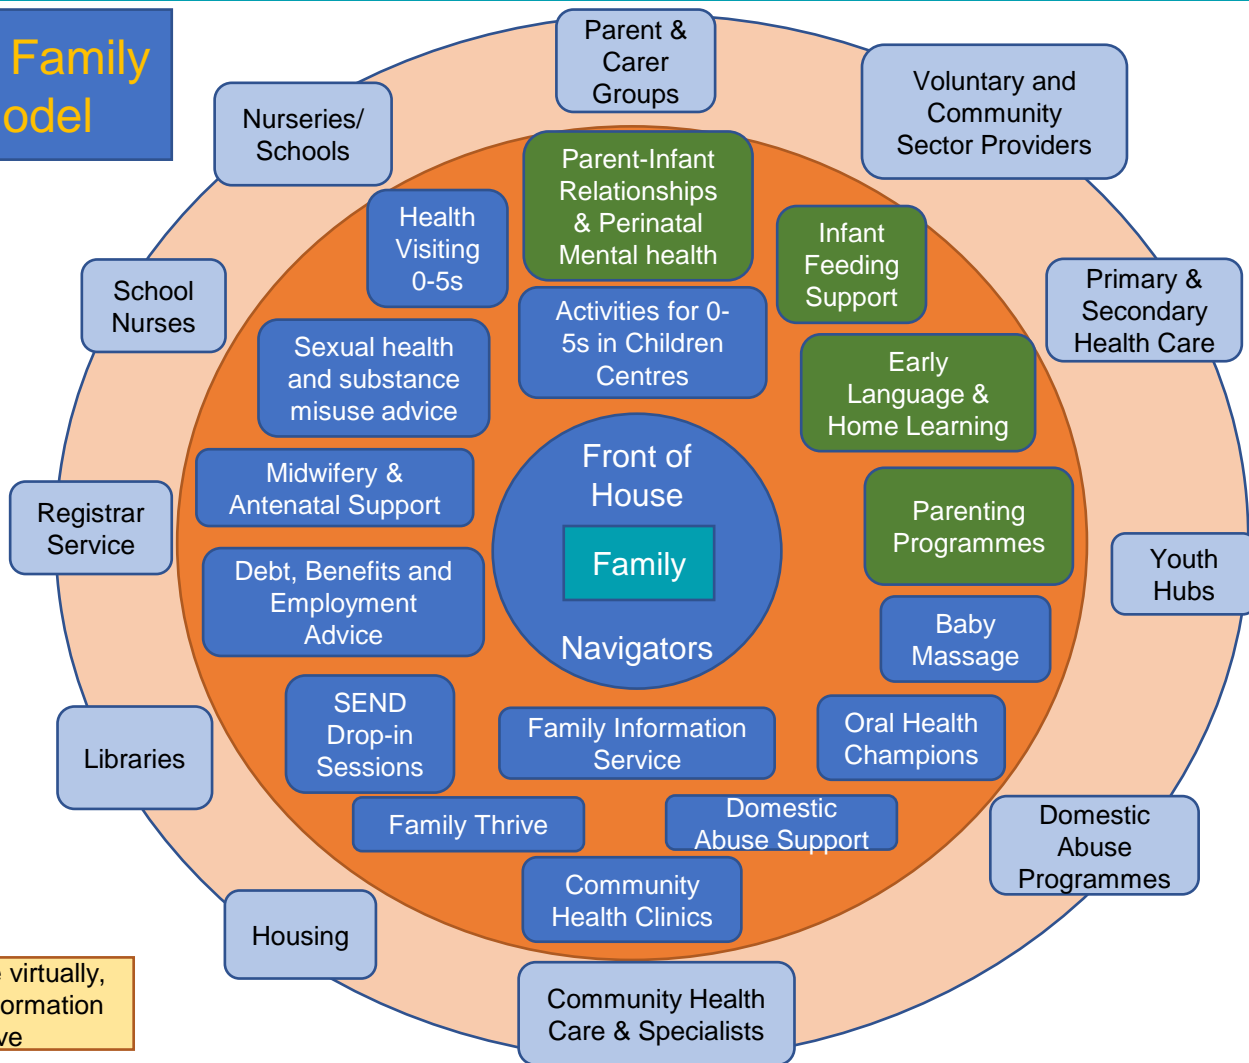 Family
odel
Parent &
Carer
Groups
Nurseries/
Schools
Voluntary and
Community
Sector Providers
Parent-Infant
Relationships
& Perinatal
Mental health
Health
Visiting
0-5s
Infant
Feeding
Support
School
Nurses
Primary &
Secondary
Health Care
Activities for 0-
5s in Children
Centres
Sexual health
and substance
misuse advice
Early
Language &
Home Learning
Front of
House
Family
Navigators
Midwifery &
Antenatal Support
Registrar
Service
Parenting
Programmes
Youth
Hubs
Debt, Benefits and
Employment
Advice
Baby
Massage
SEND
Drop-in
Sessions
Family Information
Service
Oral Health
Champions
Libraries
Family Thrive
Domestic
Abuse Support
Domestic
Abuse
Programmes
Community
Health Clinics
Housing
Community Health
Care & Specialists
virtually,
ormation
ve